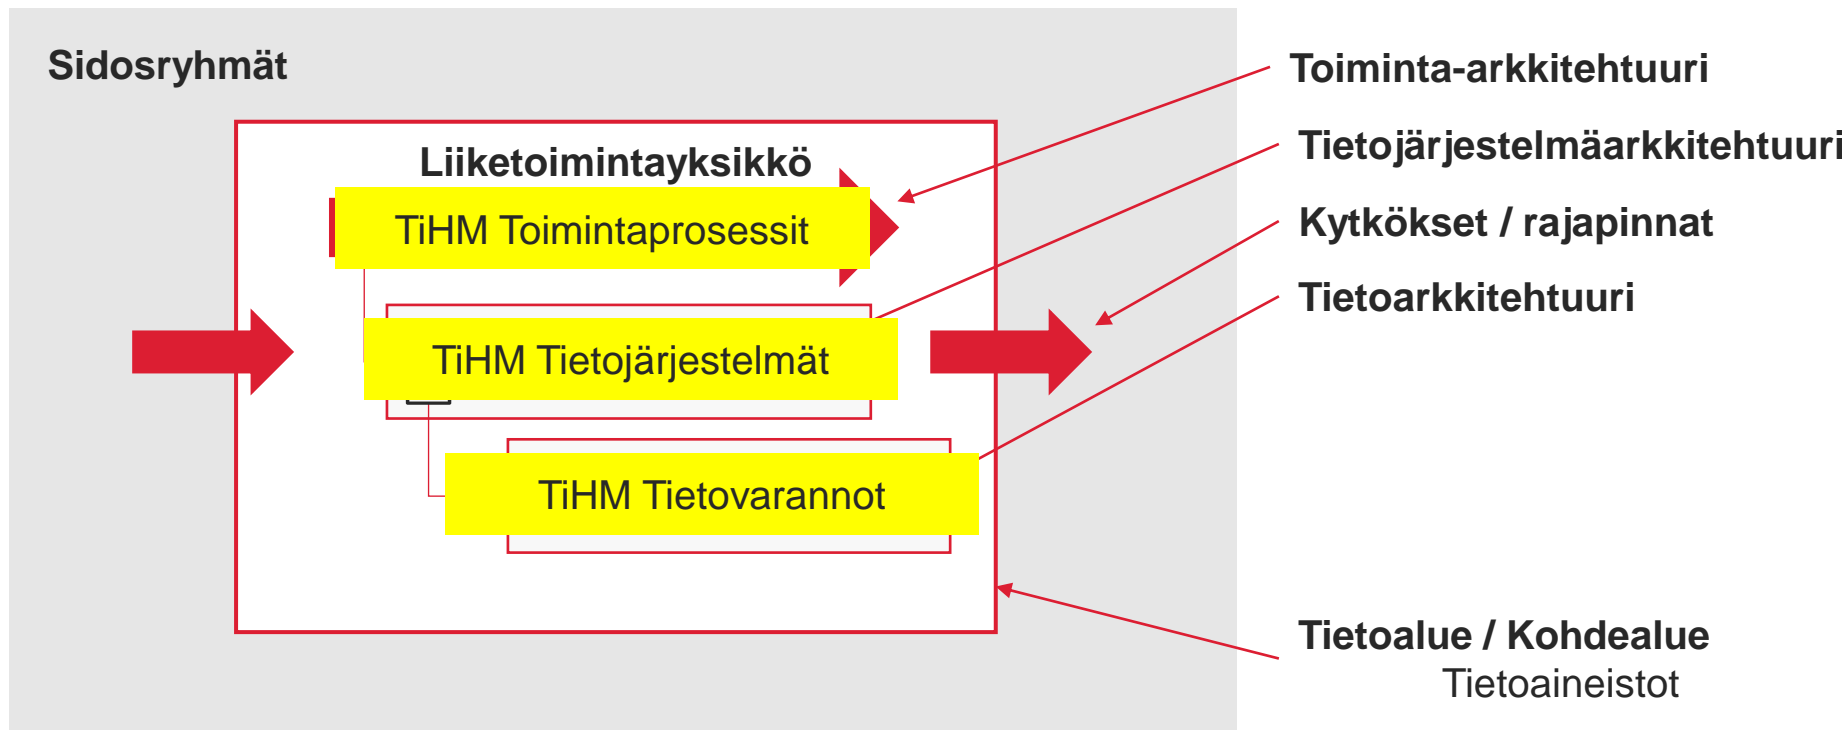 Sidosryhmät
Liiketoimintayksikkö
TiHM Toimintaprosessit
TiHM Tietojärjestelmät
TiHM Tietovarannot
Toiminta-arkkitehtuuri
Tietojärjestelmäarkkitehtuuri
Kytkökset / rajapinnat
Tietoarkkitehtuuri
Tietoalue / Kohdealue
Tietoaineistot